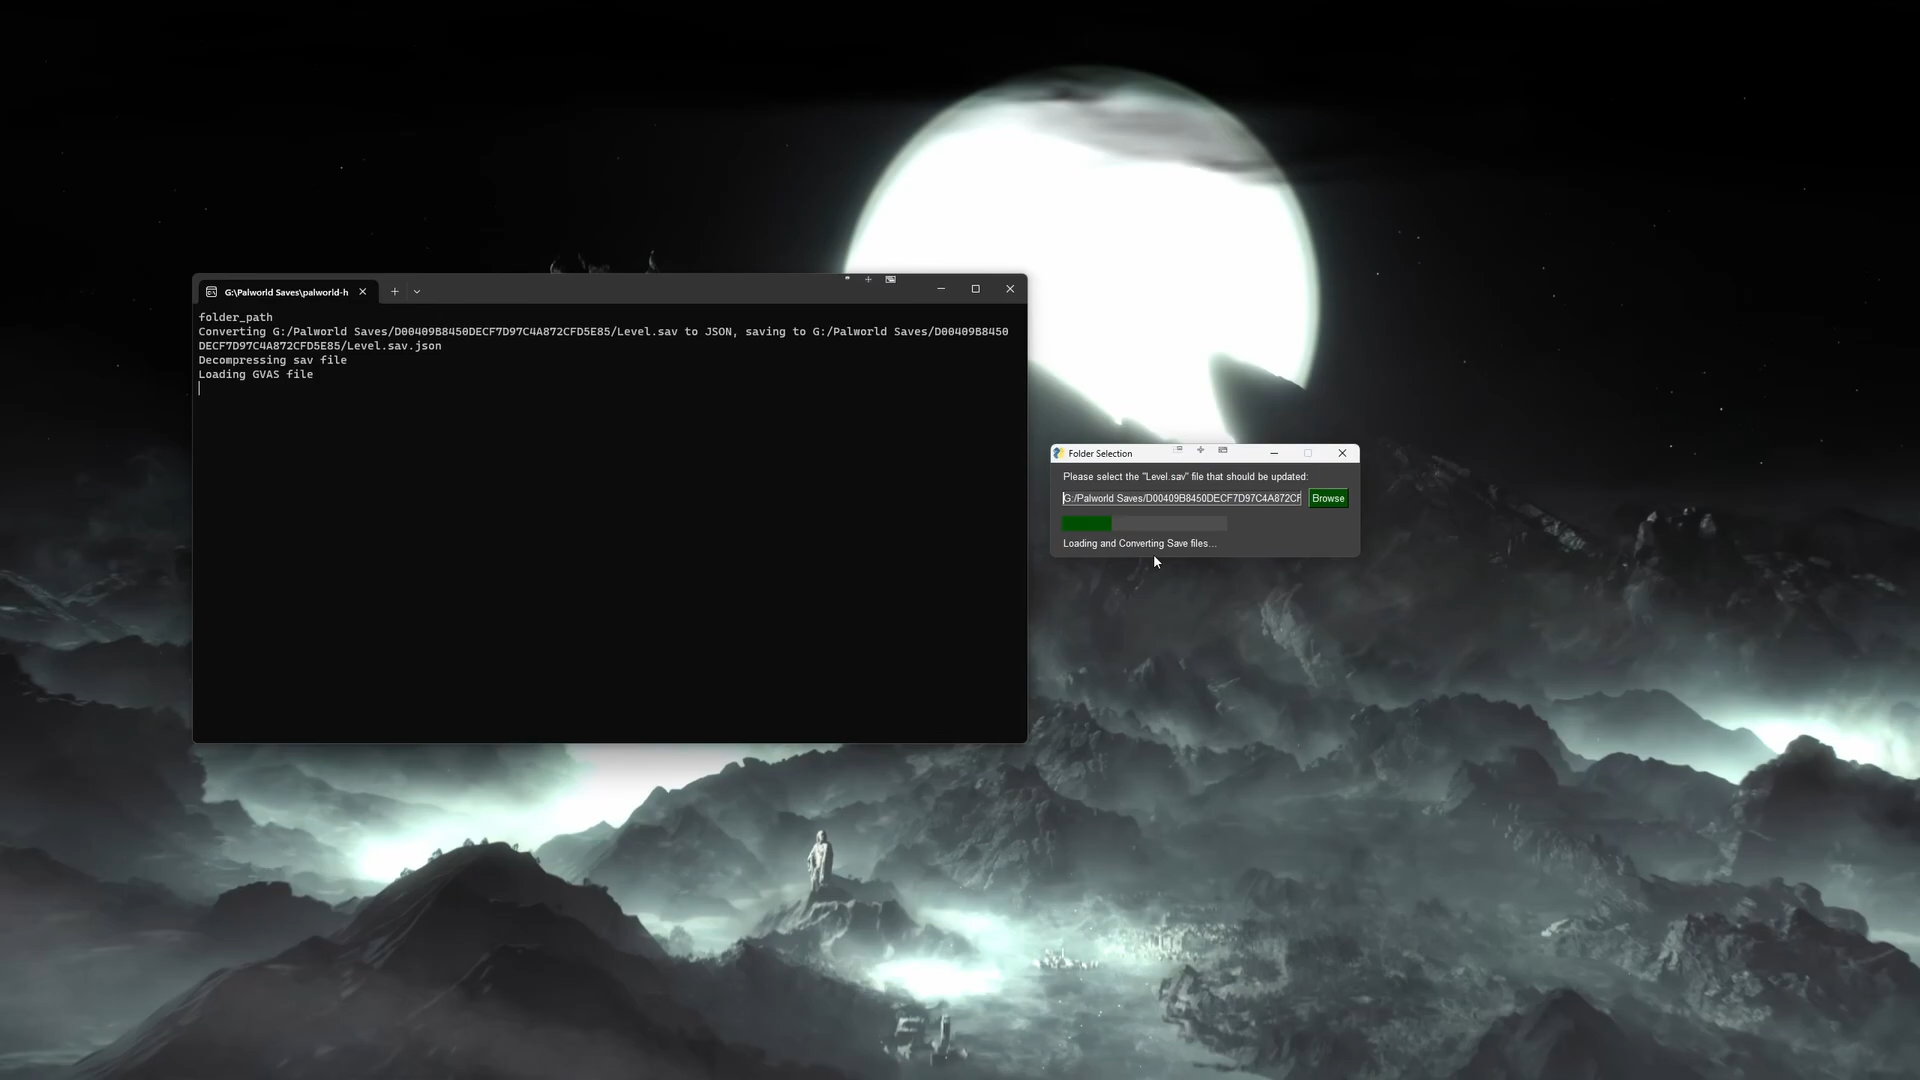 G:\Palworld Saves\palworld-h
folder_path
Converting G:/Palworld Saves/D00409B8450DECF7D97C4A872CFD5E85/Level.sav to JSON, saving to G:/Palworld Saves/D00409B8450
DECF7D97C4A872CFD5E85/Level.sav.json
Decompressing sav file
Loading GVAS file
Folder Selection
Please select the "Level.sav" file that should be updated:
G:/Palworld Saves/D00409B8450DECF7D97C4A872CF
Browse
Loading and Converting Save files...